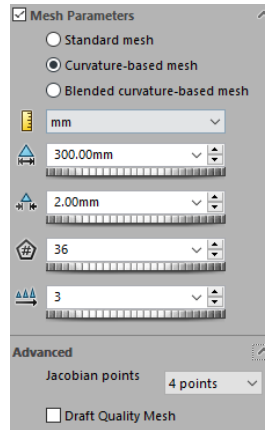 Mesh Parameters
Standard mesh
Curvature-based mesh
Blended curvature-based mesh
mm
300.00mm
2.00mm
# 36
3
Advanced
Jacobian points 4 points
Draft Quality Mesh